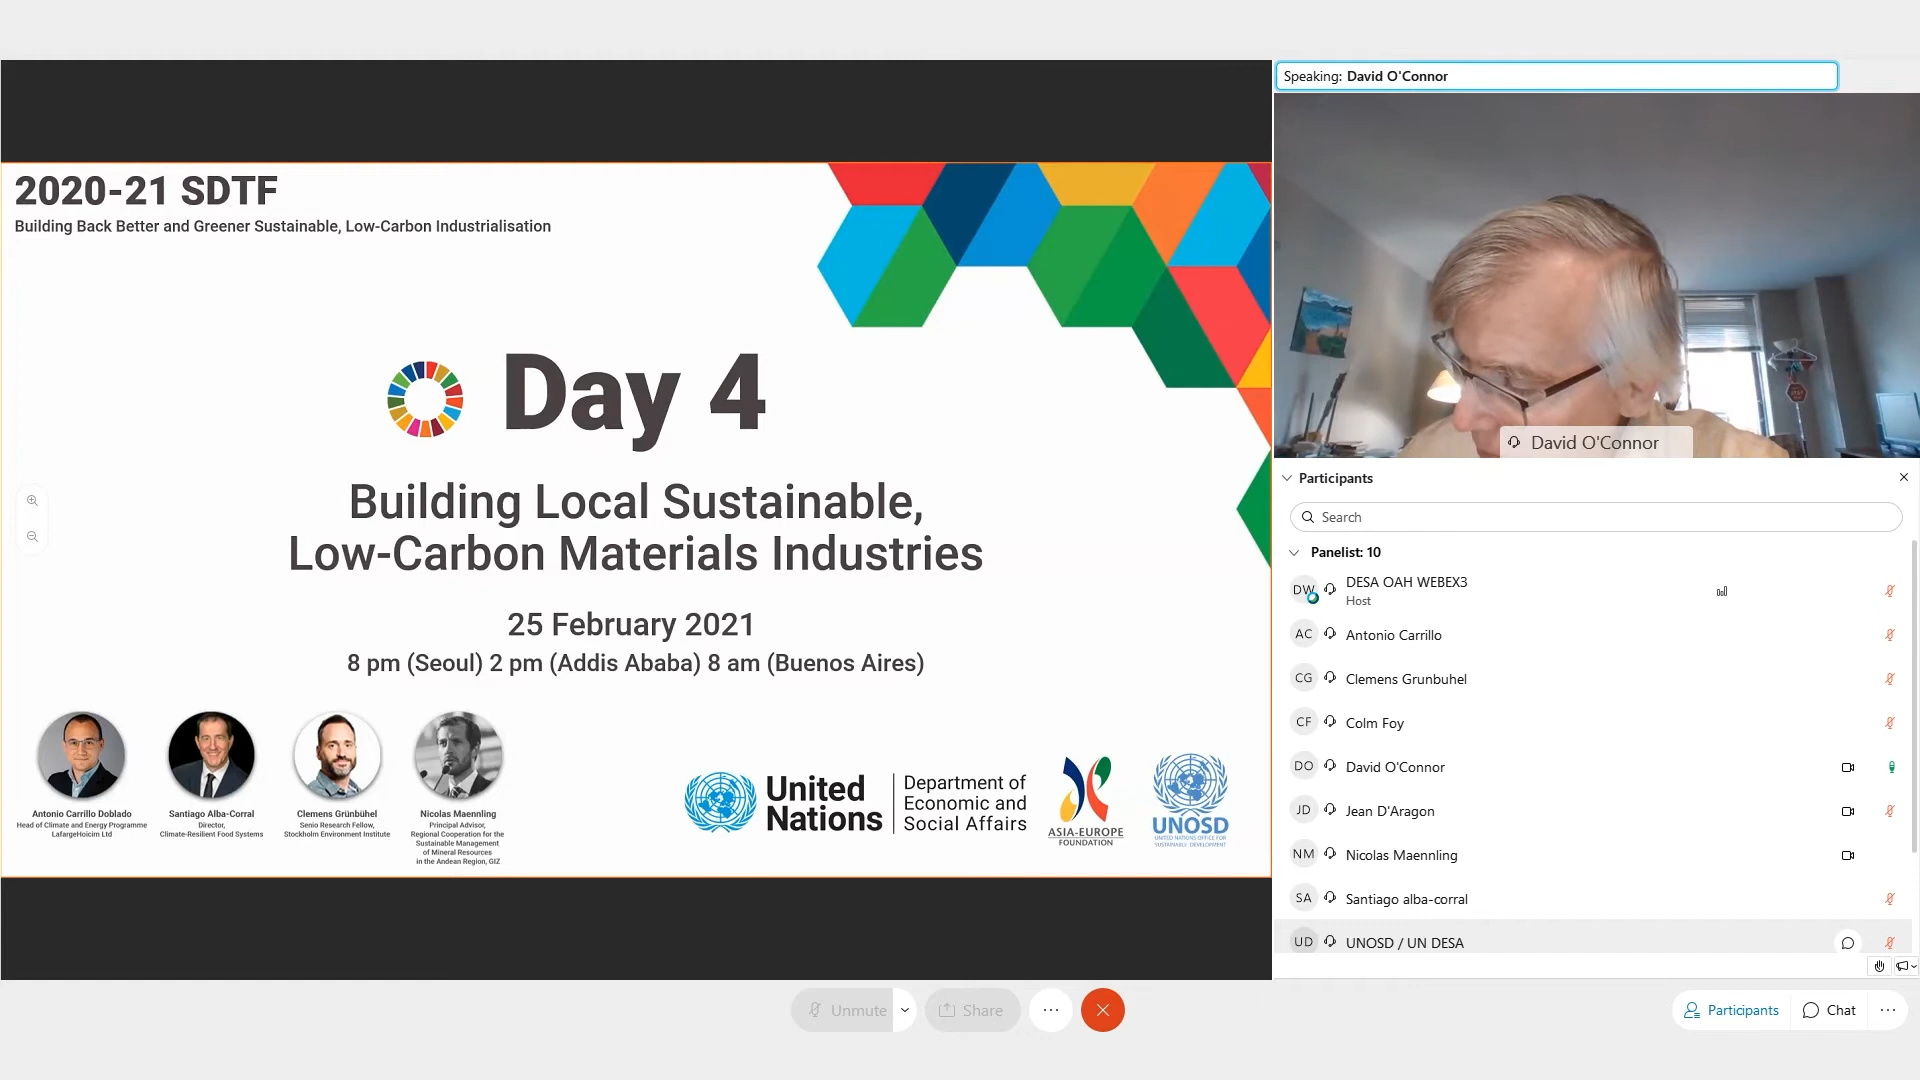 2020-21 SDTF
Building Back Better and Greener Sustainable, Low-Carbon Industrialisation
Day 4
Building Local Sustainable,
Low-Carbon Materials Industries
25 February 2021
8 pm (Seoul) 2 pm (Addis Ababa) 8 am (Buenos Aires)
Antonio Carrillo Doblado
Head of Climate and Energy Programme
LafargeHolcim Ltd
Santiago Alba-Corral
Director,
Climate-Resilient Food Systems
Clemens Grünbühel
Senio Research Fellow,
Stockholm Environment Institute
Nicolas Maennling
Principal Advisor,
Regional Cooperation for the
Sustainable Management
of Mineral Resources
in the Andean Region, GIZ
United
Nations
Department of
Economic and
Social Affairs
ASIA-EUROPE
FOUNDATION
UNOSD
UNITED NATIONS OFFICE FOR
SUSTAINABLE DEVELOPMENT
Speaking: David O'Connor
David O'Connor
Participants
Search
Panelist: 10
DW DESA OAH WEBEX3
Host
AC Antonio Carrillo
CG Clemens Grunbuhel
CF Colm Foy
DO David O'Connor
JD Jean D'Aragon
NM Nicolas Maennling
SA Santiago alba-corral
UD UNOSD / UN DESA
Unmute
Share
Participants
Chat